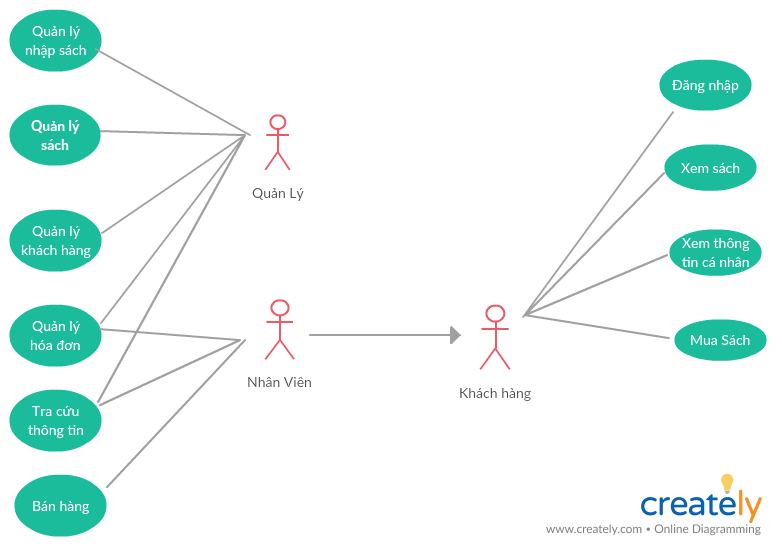 Quản lý
nhập sách
Quản lý
sách
Quản lý
khách hàng
Quản lý
hóa đơn
Tra cứu
thông tin
Bán hàng
Quản Lý
Nhân Viên
Khách hàng
Đăng nhập
Xem sách
Xem thông
tin cá nhân
Mua Sách
creately
www.creately.com • Online Diagramming